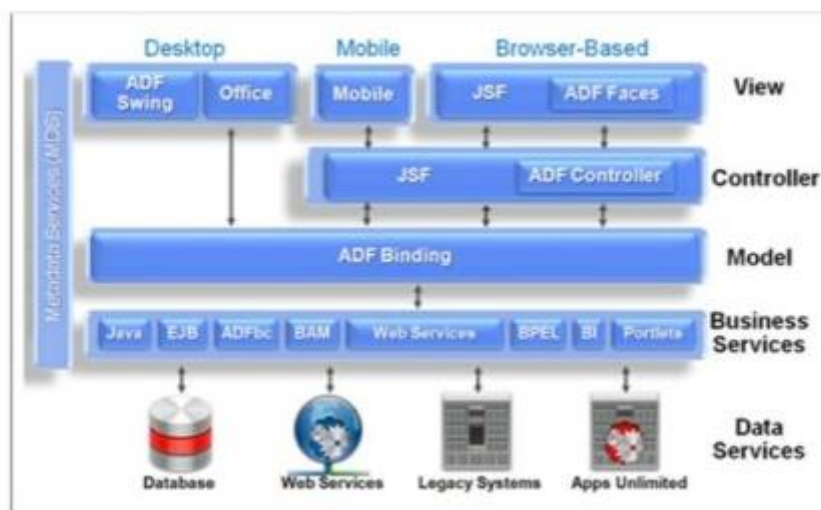 Desktop Mobile Browser-Based
ADF
Swing
Office
Mobile
JSF
ADF Faces
View
JSF
ADF Controller
Controller
Metadata Services (MDS)
ADF Binding
Model
Java
EJB
ADFbc
BAM
Web Services
BPEL
BI
Portlets
Business
Services
Database
Web Services
Legacy Systems
Apps Unlimited
Data
Services